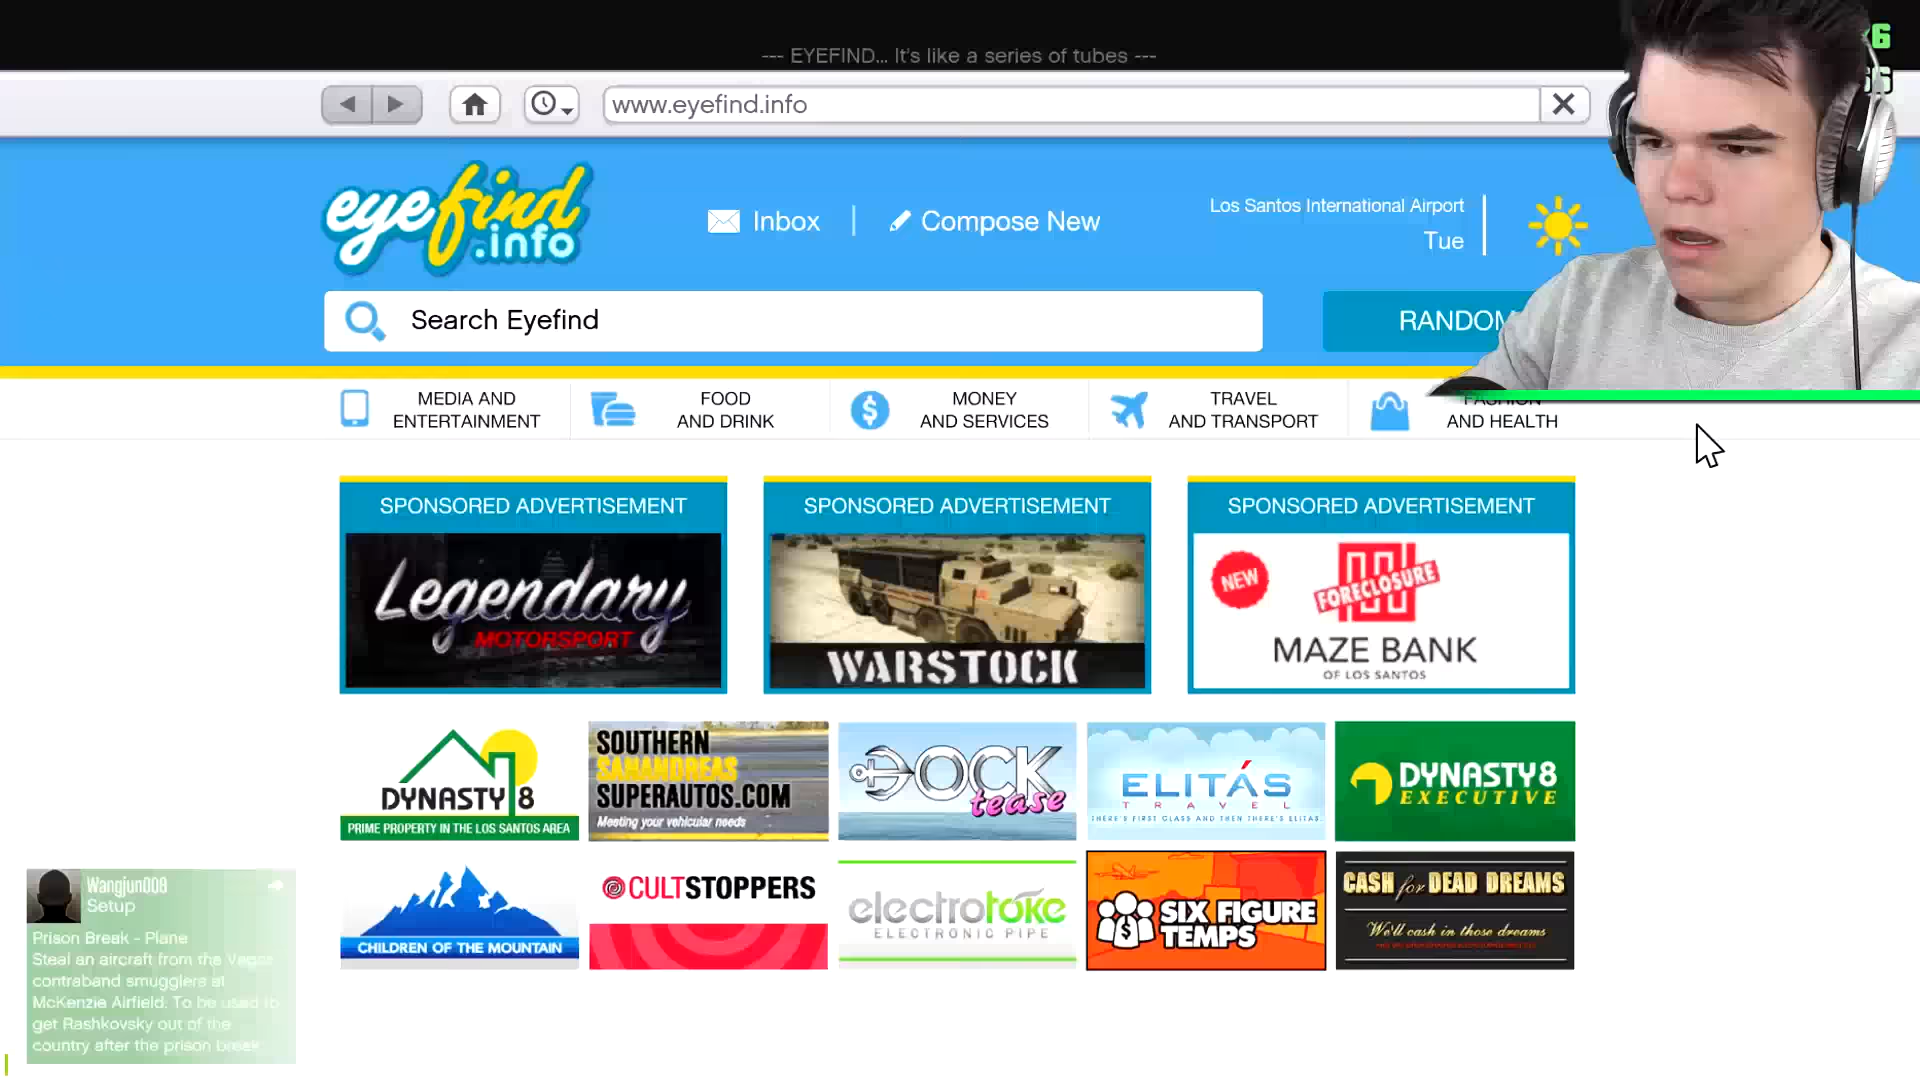 --- EYEFIND... It's like a series of tubes ---
www.eyefind.info
eyefind
.info
Inbox
Compose New
Los Santos International Airport
Tue
Search Eyefind
RANDOM
MEDIA AND
ENTERTAINMENT
FOOD
AND DRINK
MONEY
AND SERVICES
TRAVEL
AND TRANSPORT
FASHION
AND HEALTH
SPONSORED ADVERTISEMENT
Legendary
MOTORSPORT
SPONSORED ADVERTISEMENT
WARSTOCK
SPONSORED ADVERTISEMENT
NEW
FORECLOSURE
MAZE BANK
OF LOS SANTOS
DYNASTY 8
PRIME PROPERTY IN THE LOS SANTOS AREA
SOUTHERN
SANANDREAS
SUPERAUTOS.COM
Meeting your vehicular needs
DOCK
tease
ELITÁS
TRAVEL
THERE'S FIRST CLASS AND THEN THERE'S ELITAS
DYNASTY8
EXECUTIVE
CHILDREN OF THE MOUNTAIN
CULTSTOPPERS
electrotoke
ELECTRONIC PIPE
SIX FIGURE
TEMPS
CASH for DEAD DREAMS
We'll cash in those dreams
Wangjun008
Setup
Prison Break - Plane
Steal an aircraft from the Vagos
contraband smugglers at
McKenzie Airfield. To be used to
get Rashkovsky out of the
country after the prison break.